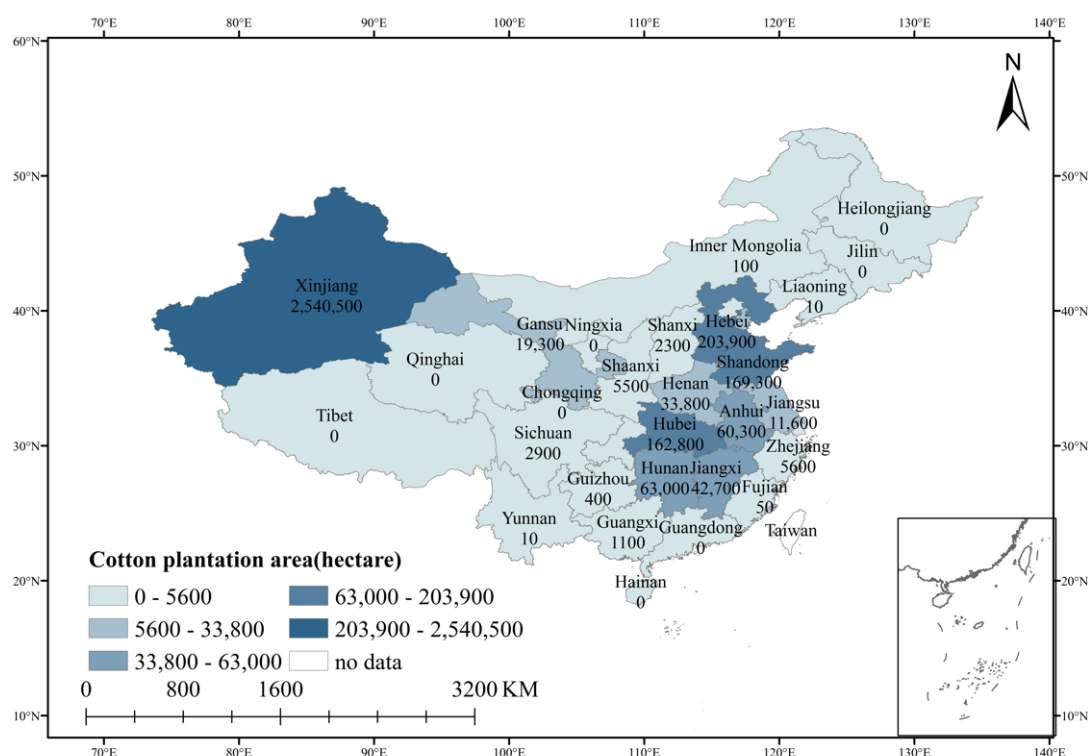 70°E 80°E 90°E 100°E 110°E 120°E 130°E 140°E
60°N
N
50°N 50°N
Heilongjiang
0
Inner Mongolia
100
Jilin
0
Liaoning
10
Xinjiang
2,540,500
40°N 40°N
Gansu
19,300
Ningxia
0
Shanxi
2300
Hebei
203,900
Qinghai
0
Shaanxi
5500
Shandong
169,300
Henan
33,800
Jiangsu
11,600
Chongqing
0
Anhui
60,300
Tibet
0
Sichuan
2900
Hubei
162,800
Zhejiang
5600
30°N 30°N
Hunan
63,000
Jiangxi
42,700
Guizhou
400
Fujian
50
Yunnan
10
Guangxi
1100
Guangdong
0
Taiwan
Hainan
0
20°N 20°N
Cotton plantation area(hectare)
0 - 5600
5600 - 33,800
33,800 - 63,000
63,000 - 203,900
203,900 - 2,540,500
no data
0 800 1600 3200 KM
10°N 10°N
70°E 80°E 90°E 100°E 110°E 120°E 130°E 140°E